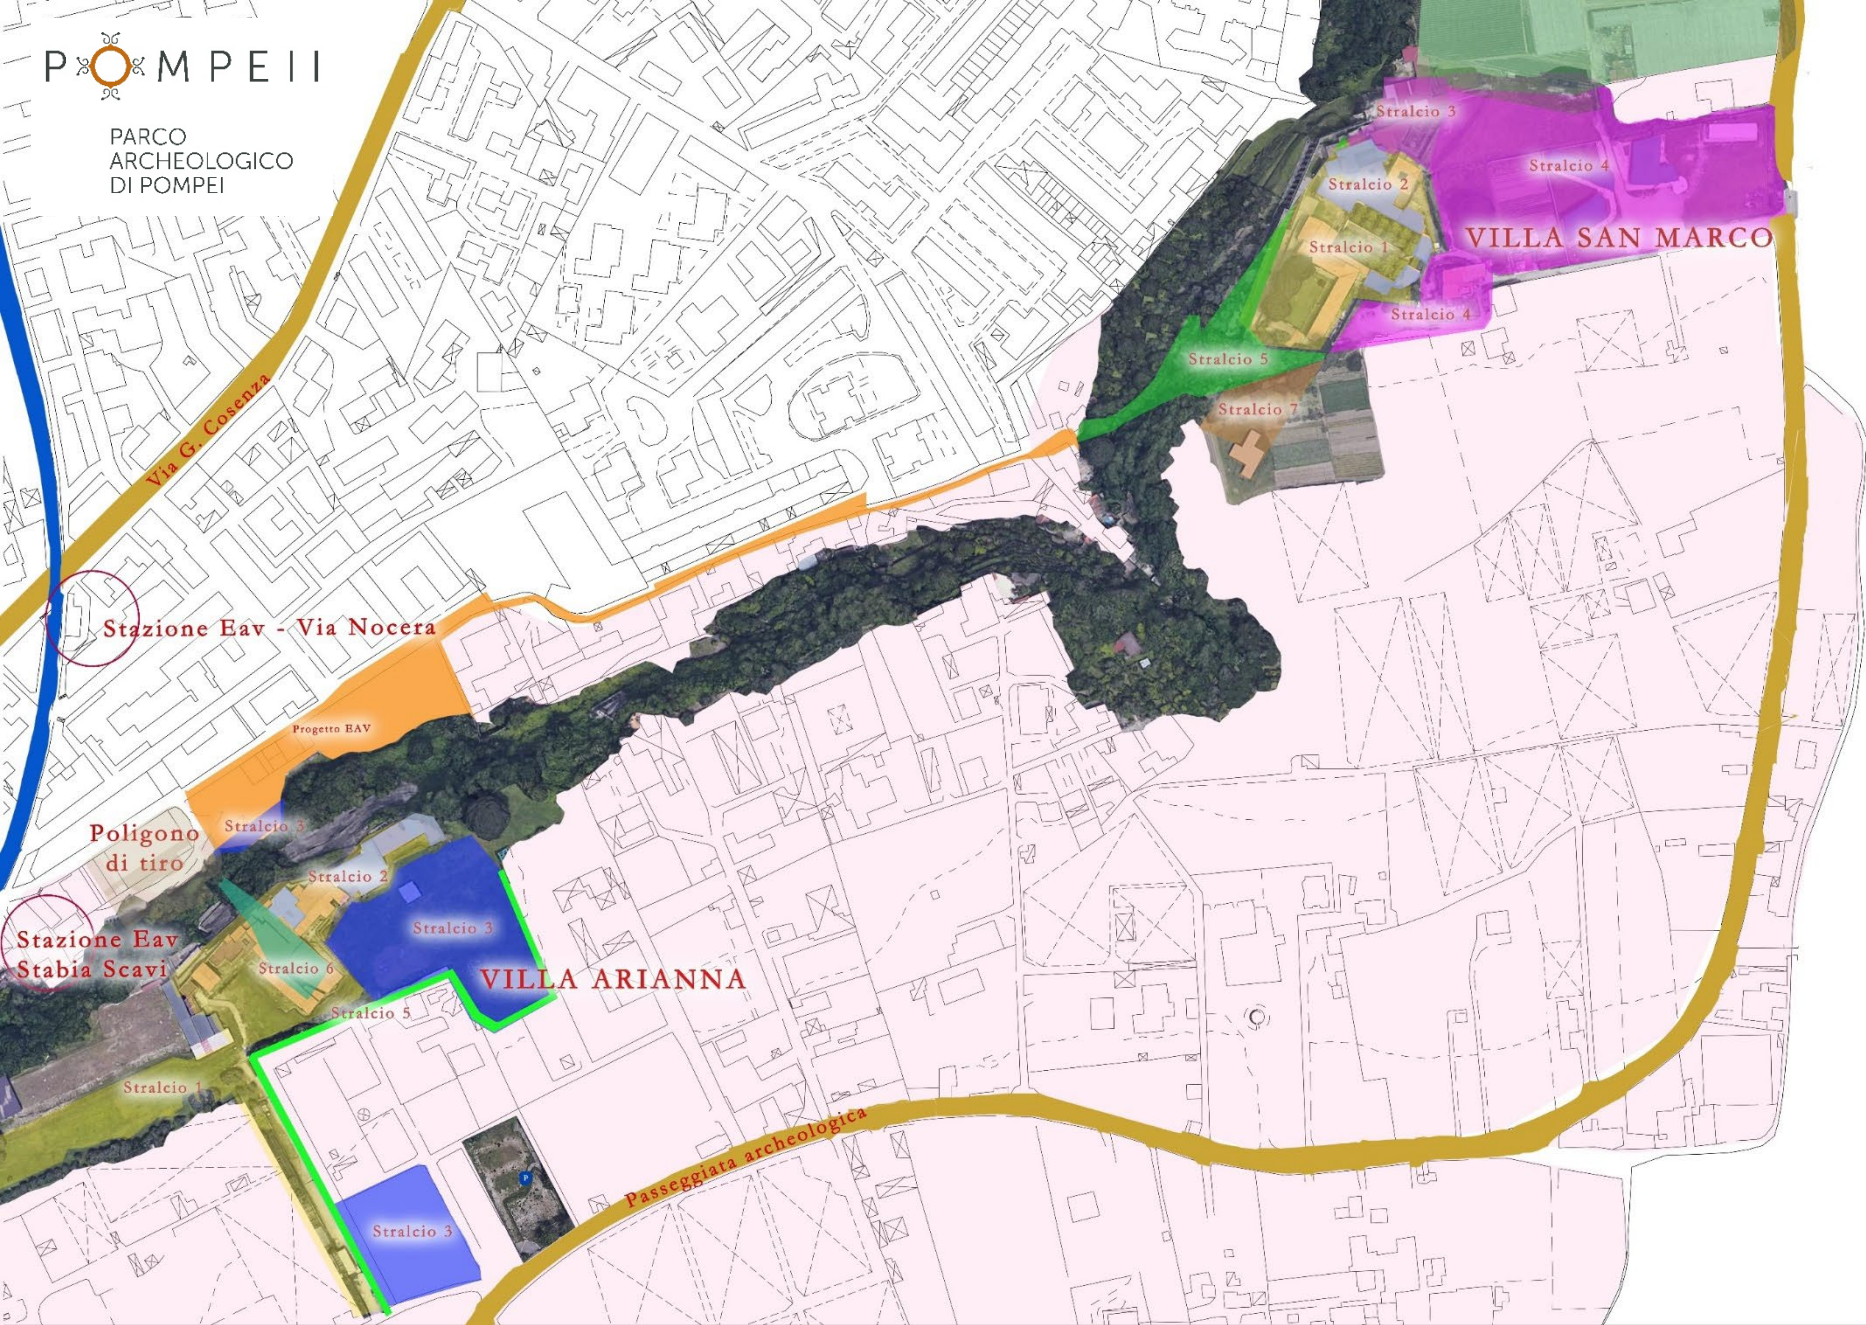 POMPEII
PARCO
ARCHEOLOGICO
DI POMPEI
Stralcio 3
Stralcio 4
Stralcio 2
VILLA SAN MARCO
Stralcio 1
Stralcio 4
Stralcio 5
Stralcio 7
Via G. Cosenza
Stazione Eav - Via Nocera
Progetto EAV
Stralcio 3
Poligono
di tiro
Stralcio 2
Stralcio 3
Stazione Eav
Stabia Scavi
Stralcio 6
VILLA ARIANNA
Stralcio 5
Stralcio 1
Passeggiata archeologica
P
Stralcio 3